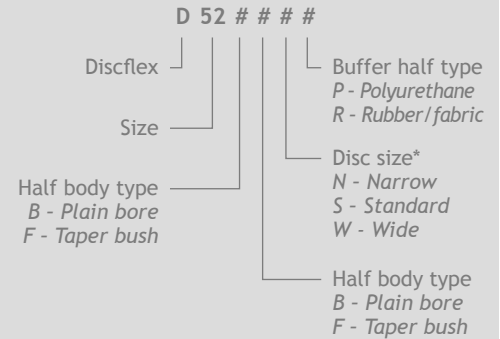 D 52 # # # #
Discflex
Size
Half body type
B - Plain bore
F - Taper bush
Buffer half type
P - Polyurethane
R - Rubber/fabric
Disc size*
N - Narrow
S - Standard
W - Wide
Half body type
B - Plain bore
F - Taper bush